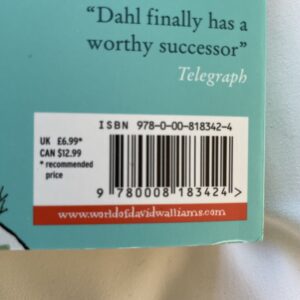 “Dahl finally has a
worthy successor”
Telegraph
ISBN 978-0-00-818342-4
UK £6.99*
CAN $12.99
* recommended
price
9 780008 183424 >
www.worldofdavidwalliams.com